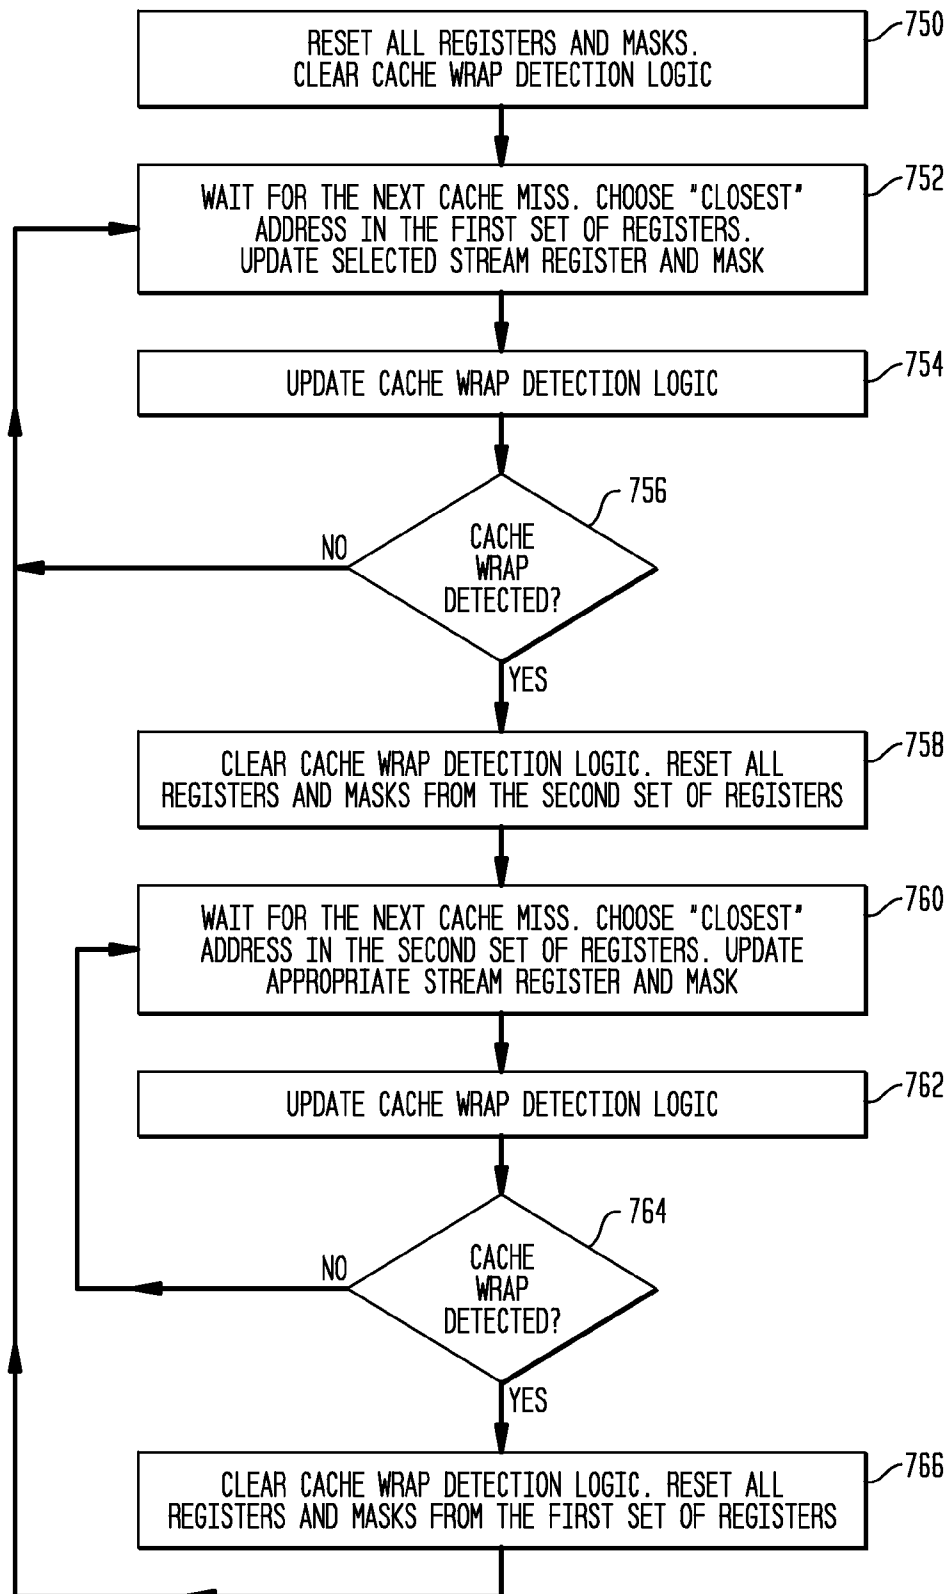 RESET ALL REGISTERS AND MASKS.
CLEAR CACHE WRAP DETECTION LOGIC
750
WAIT FOR THE NEXT CACHE MISS. CHOOSE "CLOSEST"
ADDRESS IN THE FIRST SET OF REGISTERS.
UPDATE SELECTED STREAM REGISTER AND MASK
752
UPDATE CACHE WRAP DETECTION LOGIC
754
CACHE
WRAP
DETECTED?
756
NO
YES
CLEAR CACHE WRAP DETECTION LOGIC. RESET ALL
REGISTERS AND MASKS FROM THE SECOND SET OF REGISTERS
758
WAIT FOR THE NEXT CACHE MISS. CHOOSE "CLOSEST"
ADDRESS IN THE SECOND SET OF REGISTERS. UPDATE
APPROPRIATE STREAM REGISTER AND MASK
760
UPDATE CACHE WRAP DETECTION LOGIC
762
CACHE
WRAP
DETECTED?
764
NO
YES
CLEAR CACHE WRAP DETECTION LOGIC. RESET ALL
REGISTERS AND MASKS FROM THE FIRST SET OF REGISTERS
766